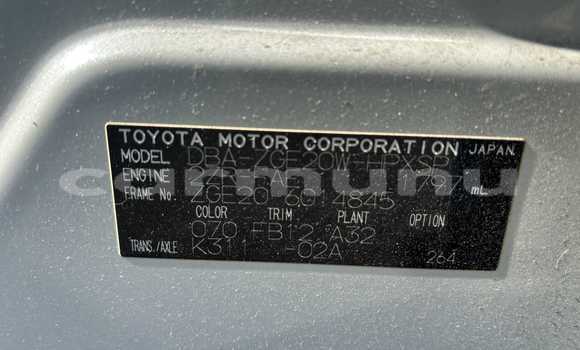 TOYOTA MOTOR CORPORATION JAPAN
MODEL DBA-ZGE20W-HPXSP
ENGINE 2ZR-FAE 1797 mL
FRAME No. ZGE20-6014845
COLOR TRIM PLANT OPTION
070 FB12 A32
TRANS./AXLE K311 -02A
264
carmunu